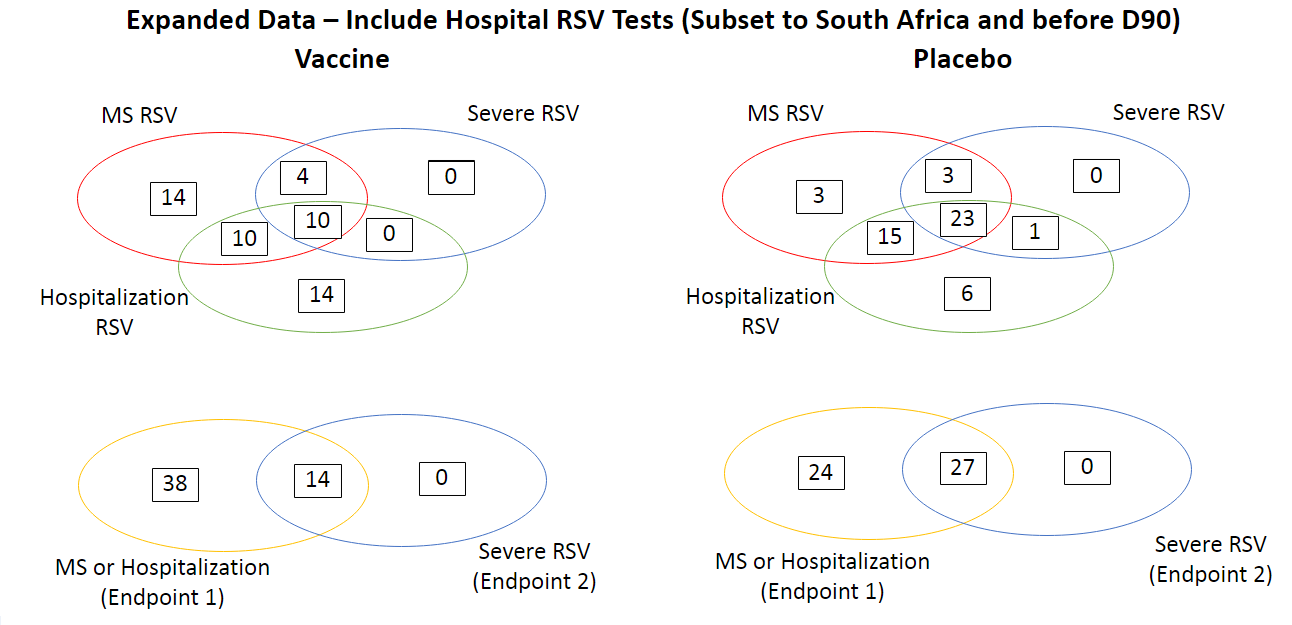 Expanded Data – Include Hospital RSV Tests (Subset to South Africa and before D90)
Vaccine
Placebo
MS RSV
Severe RSV
14
4
0
10
10
0
14
Hospitalization
RSV
MS RSV
Severe RSV
3
3
0
15
23
1
6
Hospitalization
RSV
38
14
0
MS or Hospitalization
(Endpoint 1)
Severe RSV
(Endpoint 2)
24
27
0
MS or Hospitalization
(Endpoint 1)
Severe RSV
(Endpoint 2)